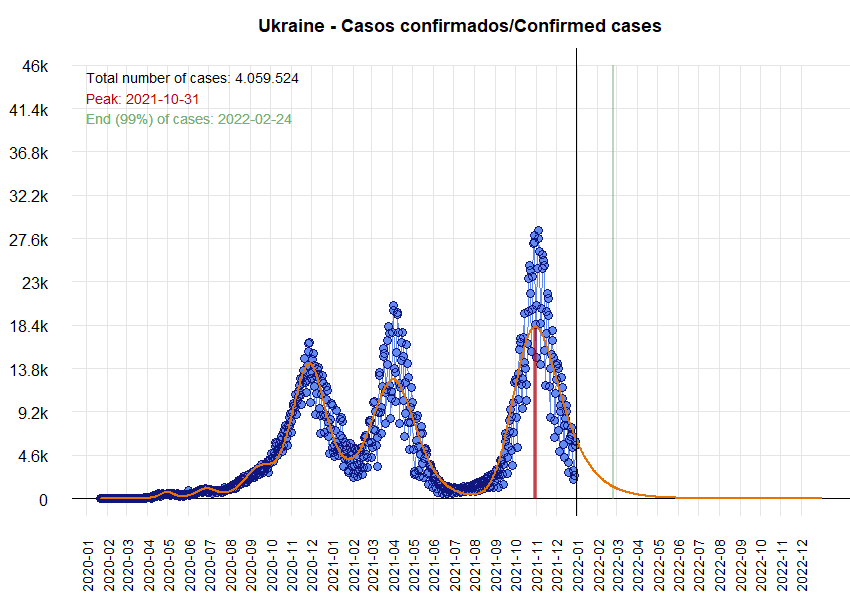 Ukraine - Casos confirmados/Confirmed cases
46k
Total number of cases: 4.059.524
Peak: 2021-10-31
End (99%) of cases: 2022-02-24
41.4k
36.8k
32.2k
27.6k
23k
18.4k
13.8k
9.2k
4.6k
0
2020-01
2020-02
2020-03
2020-04
2020-05
2020-06
2020-07
2020-08
2020-09
2020-10
2020-11
2020-12
2021-01
2021-02
2021-03
2021-04
2021-05
2021-06
2021-07
2021-08
2021-09
2021-10
2021-11
2021-12
2022-01
2022-02
2022-03
2022-04
2022-05
2022-06
2022-07
2022-08
2022-09
2022-10
2022-11
2022-12